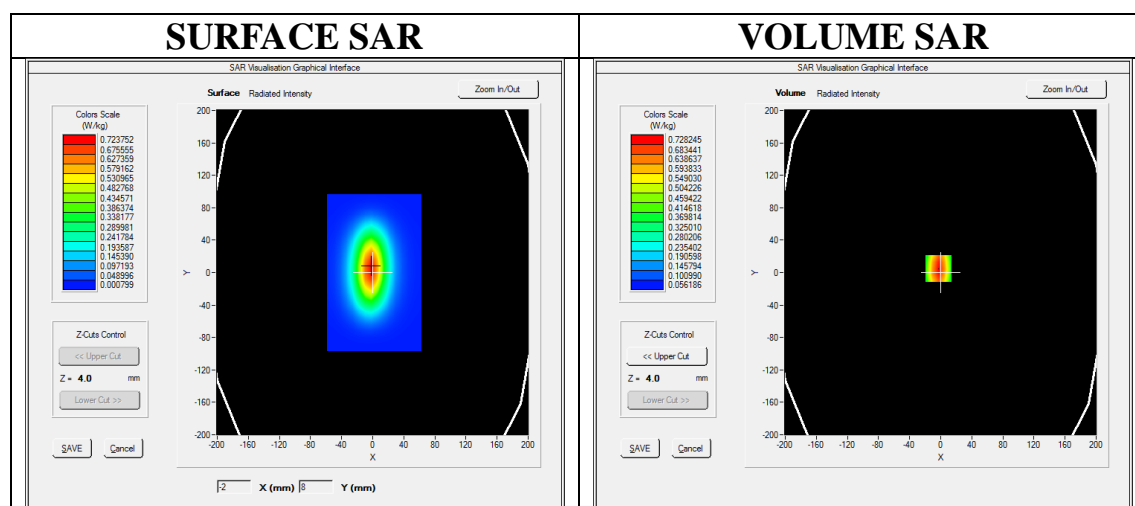 SURFACE SAR
SAR Visualisation Graphical Interface
Surface Radiated Intensity
Zoom In/Out
Colors Scale
(W/kg)
0.723752
0.675555
0.627359
0.579162
0.530965
0.482768
0.434571
0.386374
0.338177
0.289981
0.241784
0.193587
0.145390
0.097193
0.048996
0.000799
Z-Cuts Control
<< Upper Cut
Z = 4.0 mm
Lower Cut >>
SAVE Cancel
200
160
120
80
40
0
-40
-80
-120
-160
-200
Y
-200 -160 -120 -80 -40 0 40 80 120 160 200
X
-2 X (mm) 8 Y (mm)
VOLUME SAR
SAR Visualisation Graphical Interface
Volume Radiated Intensity
Zoom In/Out
Colors Scale
(W/kg)
0.728245
0.683441
0.638637
0.593833
0.549030
0.504226
0.459422
0.414618
0.369814
0.325010
0.280206
0.235402
0.190598
0.145794
0.100990
0.056186
Z-Cuts Control
<< Upper Cut
Z = 4.0 mm
Lower Cut >>
SAVE Cancel
200
160
120
80
40
0
-40
-80
-120
-160
-200
Y
-200 -160 -120 -80 -40 0 40 80 120 160 200
X